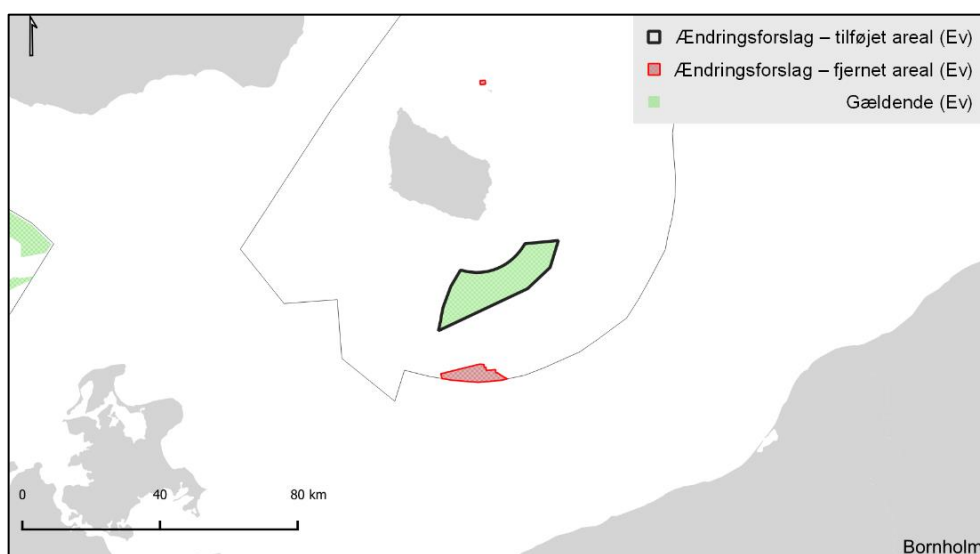 Ændringsforslag – tilføjet areal (Ev)
Ændringsforslag – fjernet areal (Ev)
Gældende (Ev)
0 40 80 km
Bornholm